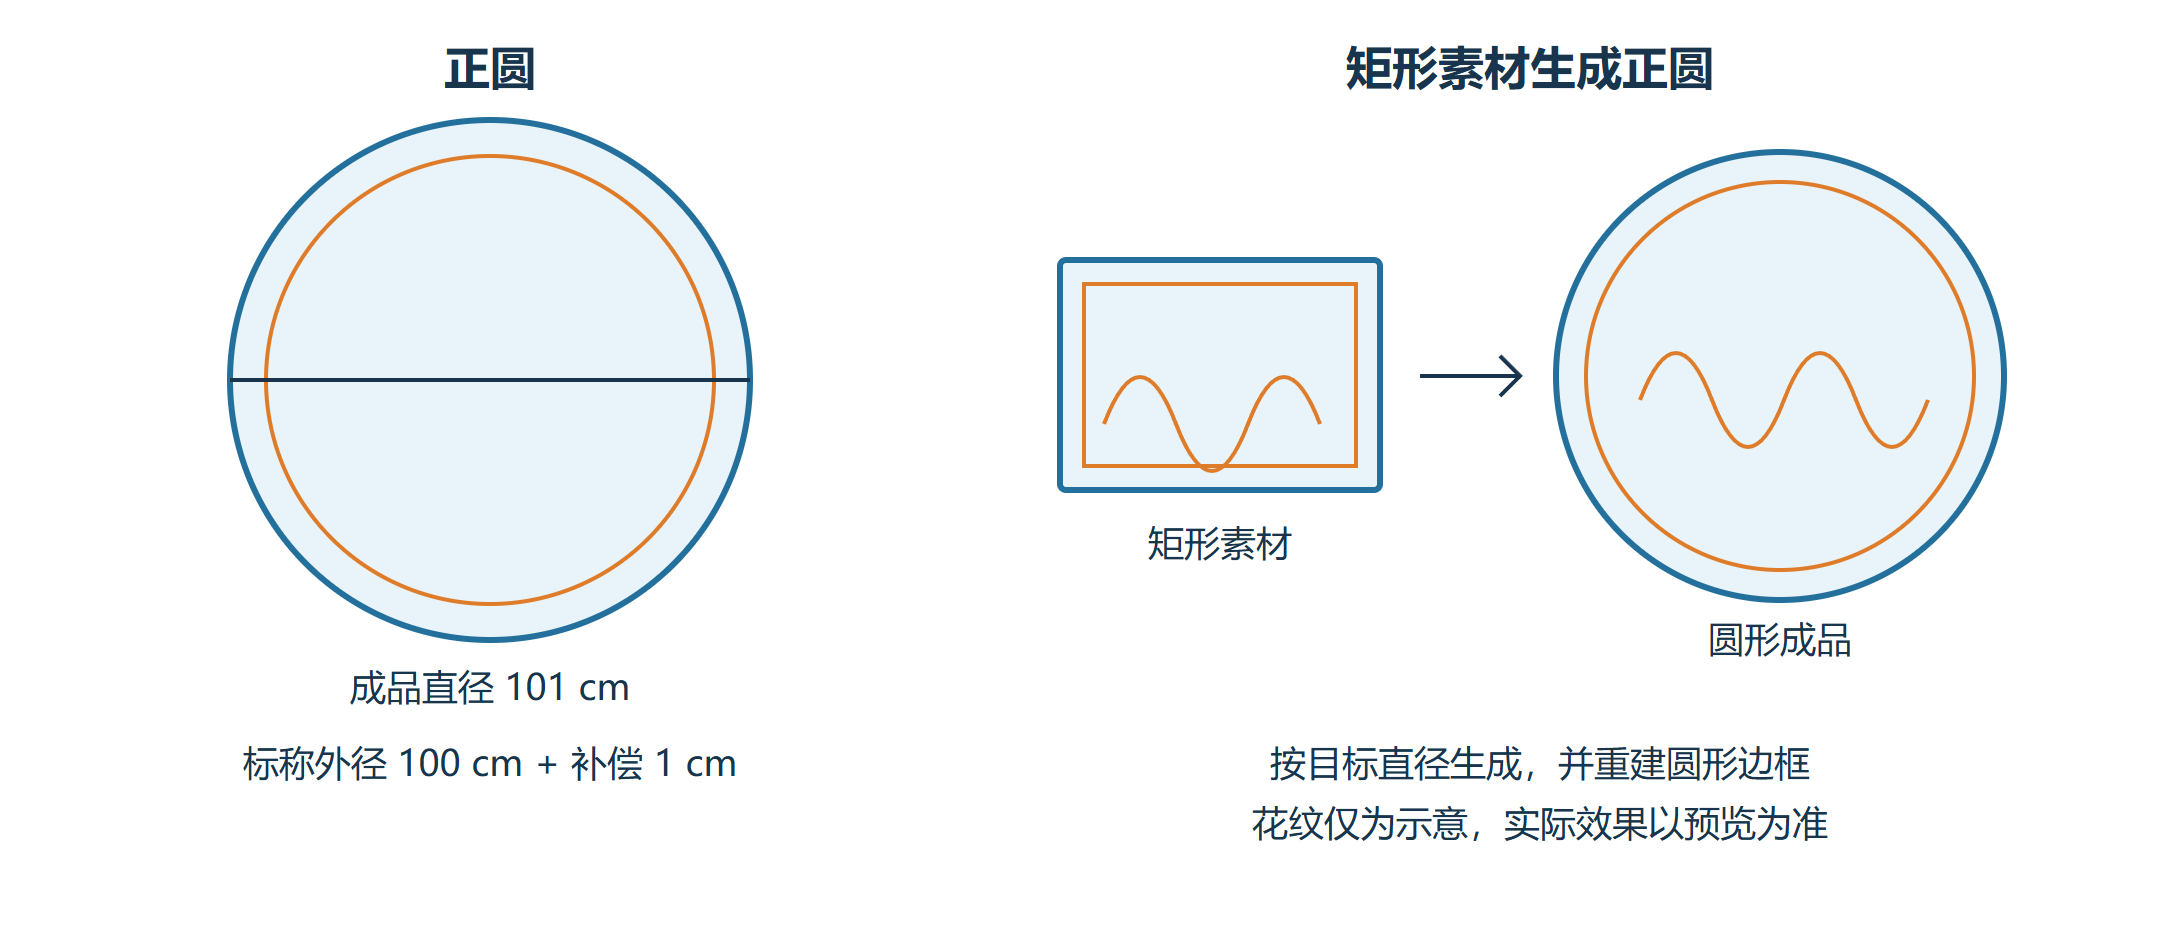 正圆
成品直径 101 cm
标称外径 100 cm + 补偿 1 cm
矩形素材生成正圆
矩形素材
圆形成品
按目标直径生成，并重建圆形边框
花纹仅为示意，实际效果以预览为准